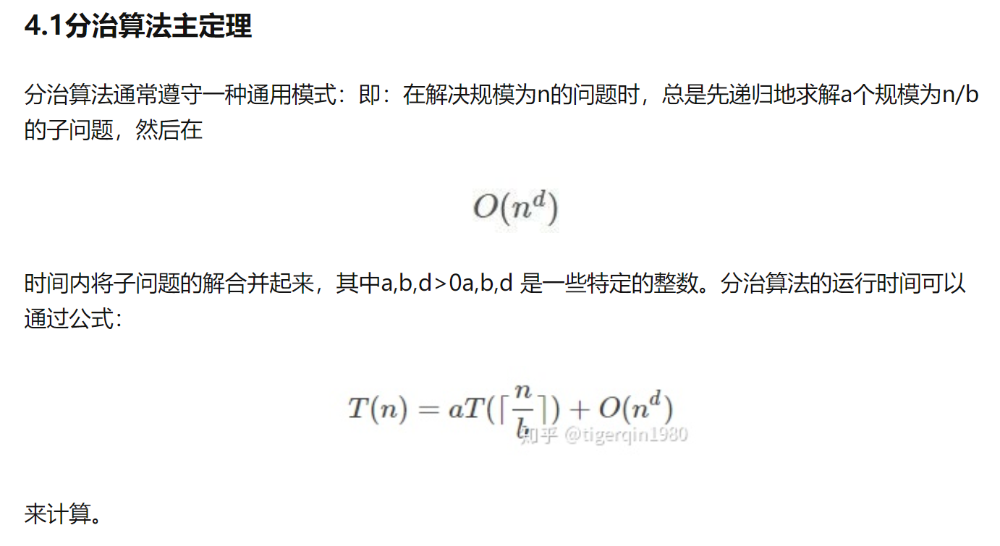 4.1分治算法主定理
分治算法通常遵守一种通用模式：即：在解决规模为n的问题时，总是先递归地求解a个规模为n/b
的子问题，然后在
O(n^d)
时间内将子问题的解合并起来，其中a,b,d>0a,b,d 是一些特定的整数。分治算法的运行时间可以
通过公式：
T(n) = aT(⌈n/b⌉) + O(n^d)
知乎 @tigerqin1980
来计算。